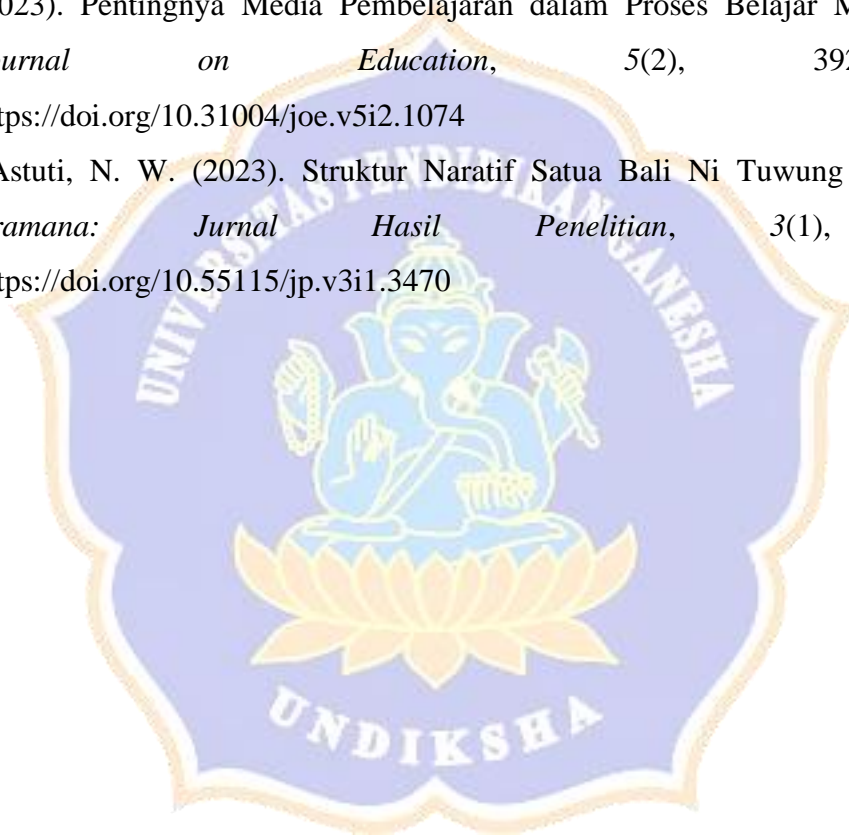 023). Pentingnya Media Pembelajaran dalam Proses Belajar M
urnal on Education, 5(2), 392
tps://doi.org/10.31004/joe.v5i2.1074
Astuti, N. W. (2023). Struktur Naratif Satua Bali Ni Tuwung
ramana: Jurnal Hasil Penelitian, 3(1),
tps://doi.org/10.55115/jp.v3i1.3470
UNIVERSITAS PENDIDIKAN GANESHA
UNDIKSHA